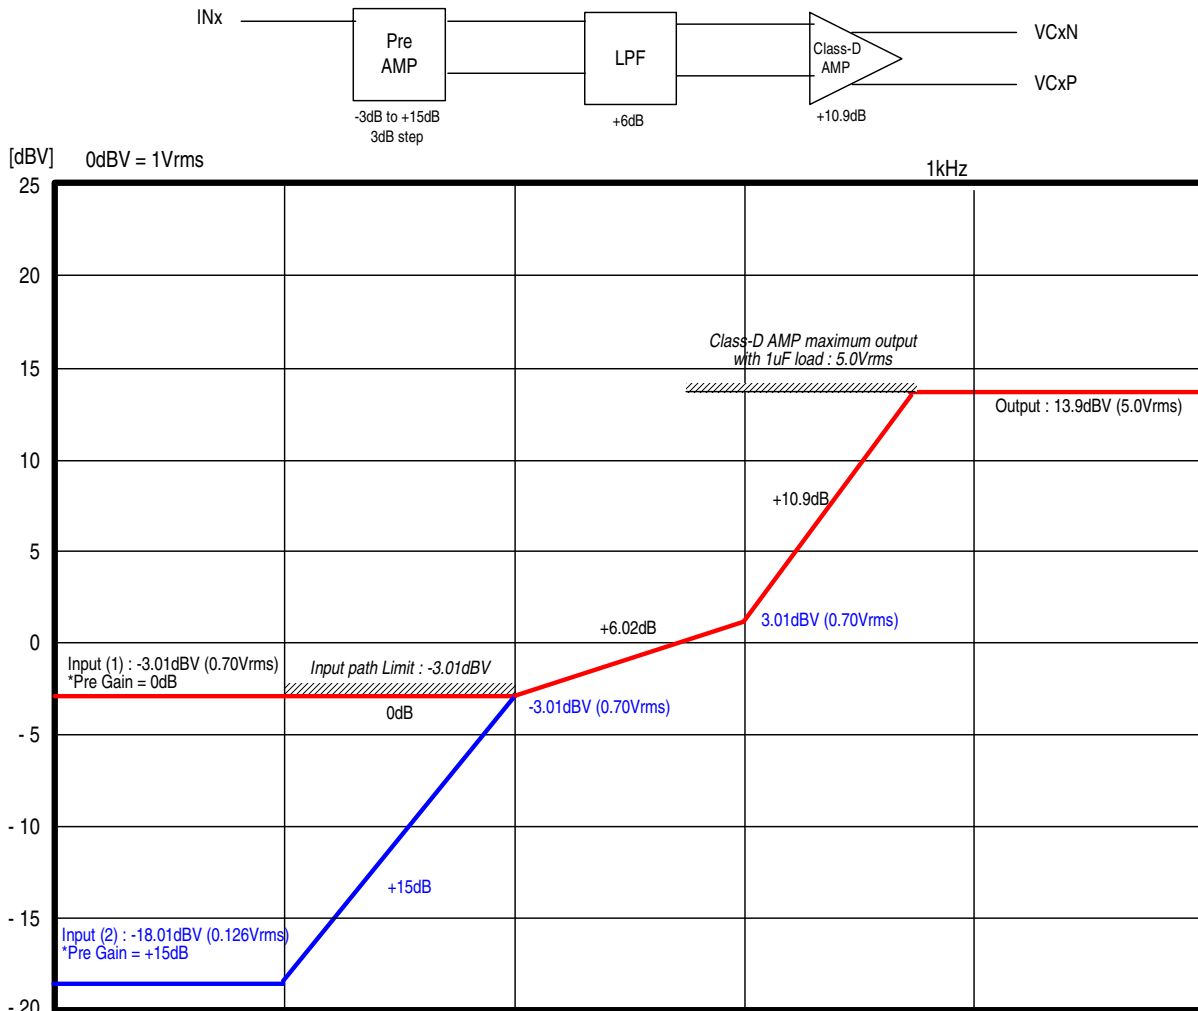 INx
Pre
AMP
-3dB to +15dB
3dB step
LPF
+6dB
Class-D
AMP
+10.9dB
VCxN
VCxP
[dBV]
0dBV = 1Vrms
1kHz
25
20
15
10
5
0
- 5
- 10
- 15
- 20
Class-D AMP maximum output
with 1uF load : 5.0Vrms
Output : 13.9dBV (5.0Vrms)
+10.9dB
3.01dBV (0.70Vrms)
+6.02dB
Input (1) : -3.01dBV (0.70Vrms)
*Pre Gain = 0dB
Input path Limit : -3.01dBV
0dB
-3.01dBV (0.70Vrms)
+15dB
Input (2) : -18.01dBV (0.126Vrms)
*Pre Gain = +15dB